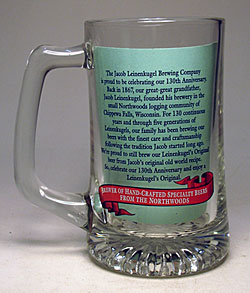 The Jacob Leinenkugel Brewing Company
is proud to be celebrating our 130th Anniversary.
Back in 1867, our great-great grandfather,
Jacob Leinenkugel, founded his brewery in the
small Northwoods logging community of
Chippewa Falls, Wisconsin. For 130 continuous
years and through five generations of
Leinenkugels, our family has been brewing our
beers with the finest care and craftsmanship
following the tradition Jacob started long ago.
We're proud to still brew our Leinenkugel's Original
beer from Jacob's original old world recipe.
So, celebrate our 130th Anniversary and enjoy a
Leinenkugel's Original.
BREWER OF HAND-CRAFTED SPECIALTY BEERS
FROM THE NORTHWOODS